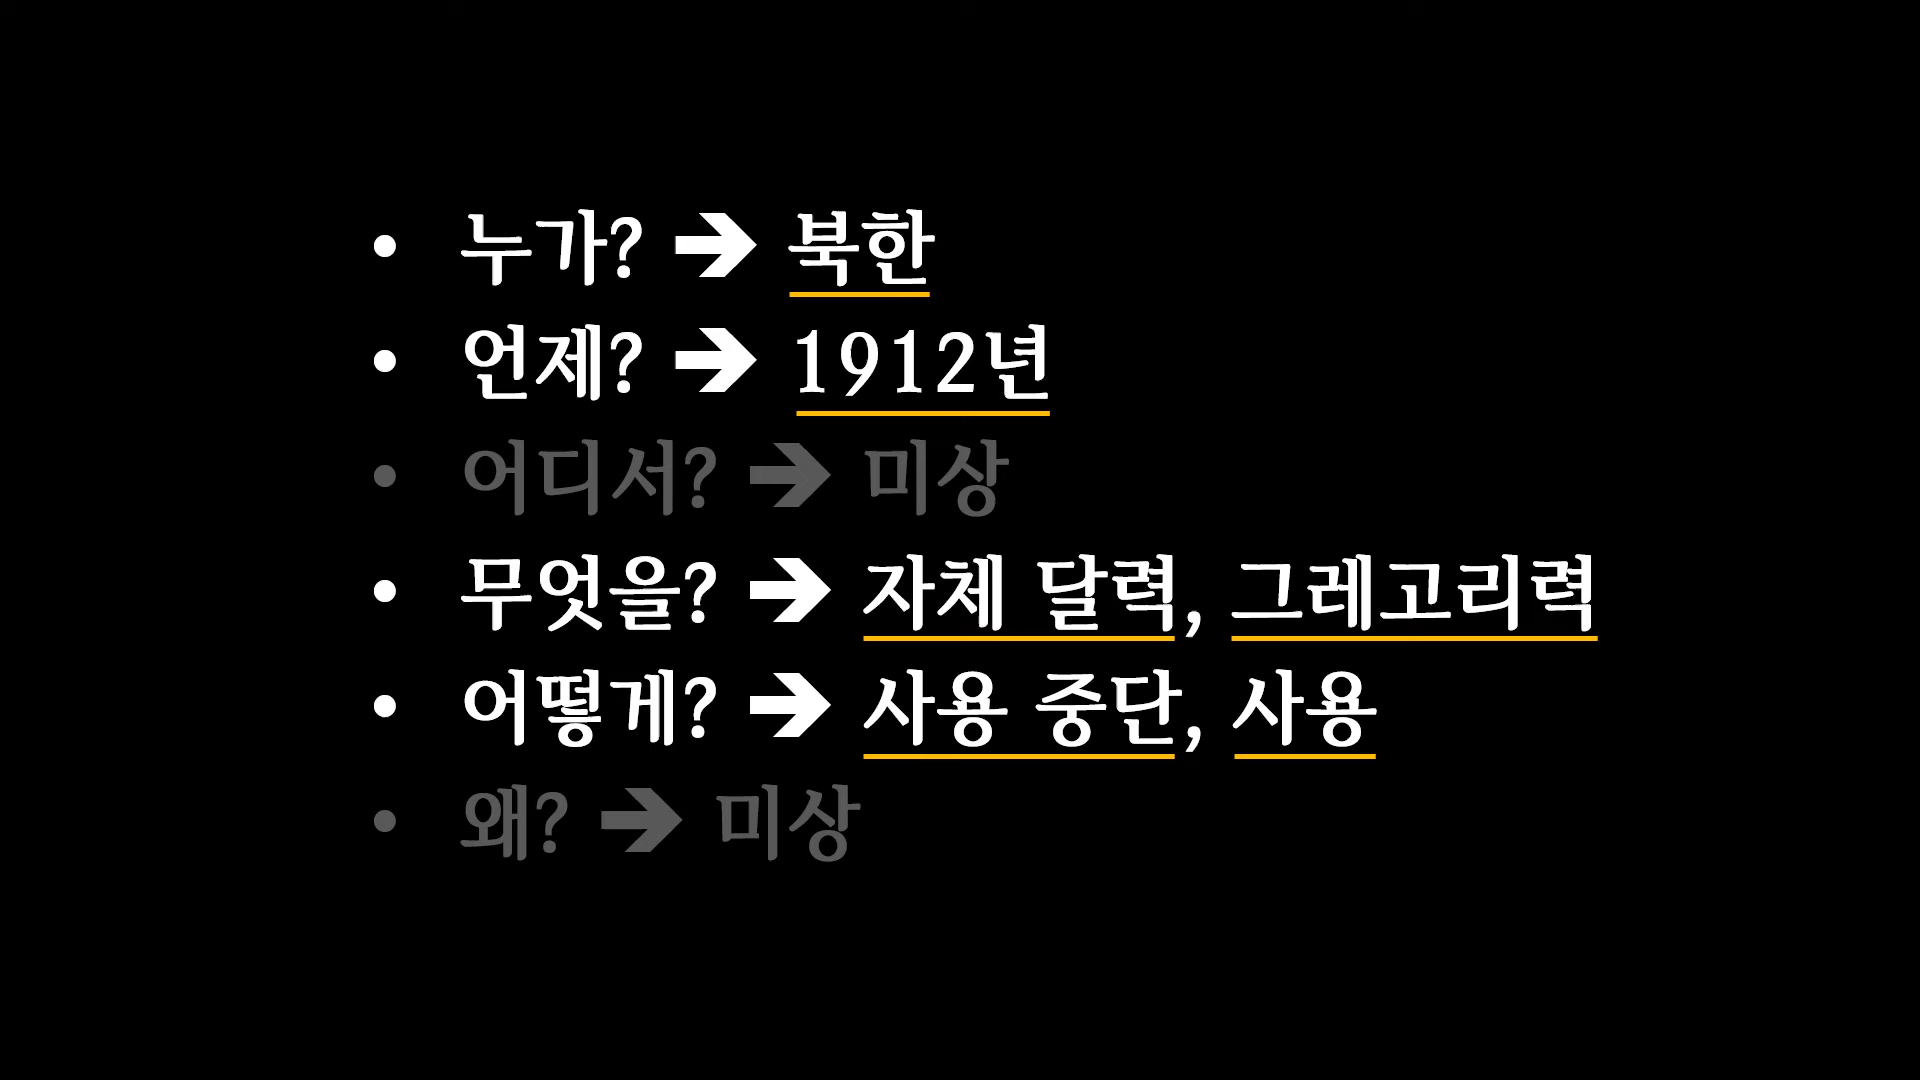 • 누가? ➔ 북한
• 언제? ➔ 1912년
• 어디서? ➔ 미상
• 무엇을? ➔ 자체 달력, 그레고리력
• 어떻게? ➔ 사용 중단, 사용
• 왜? ➔ 미상